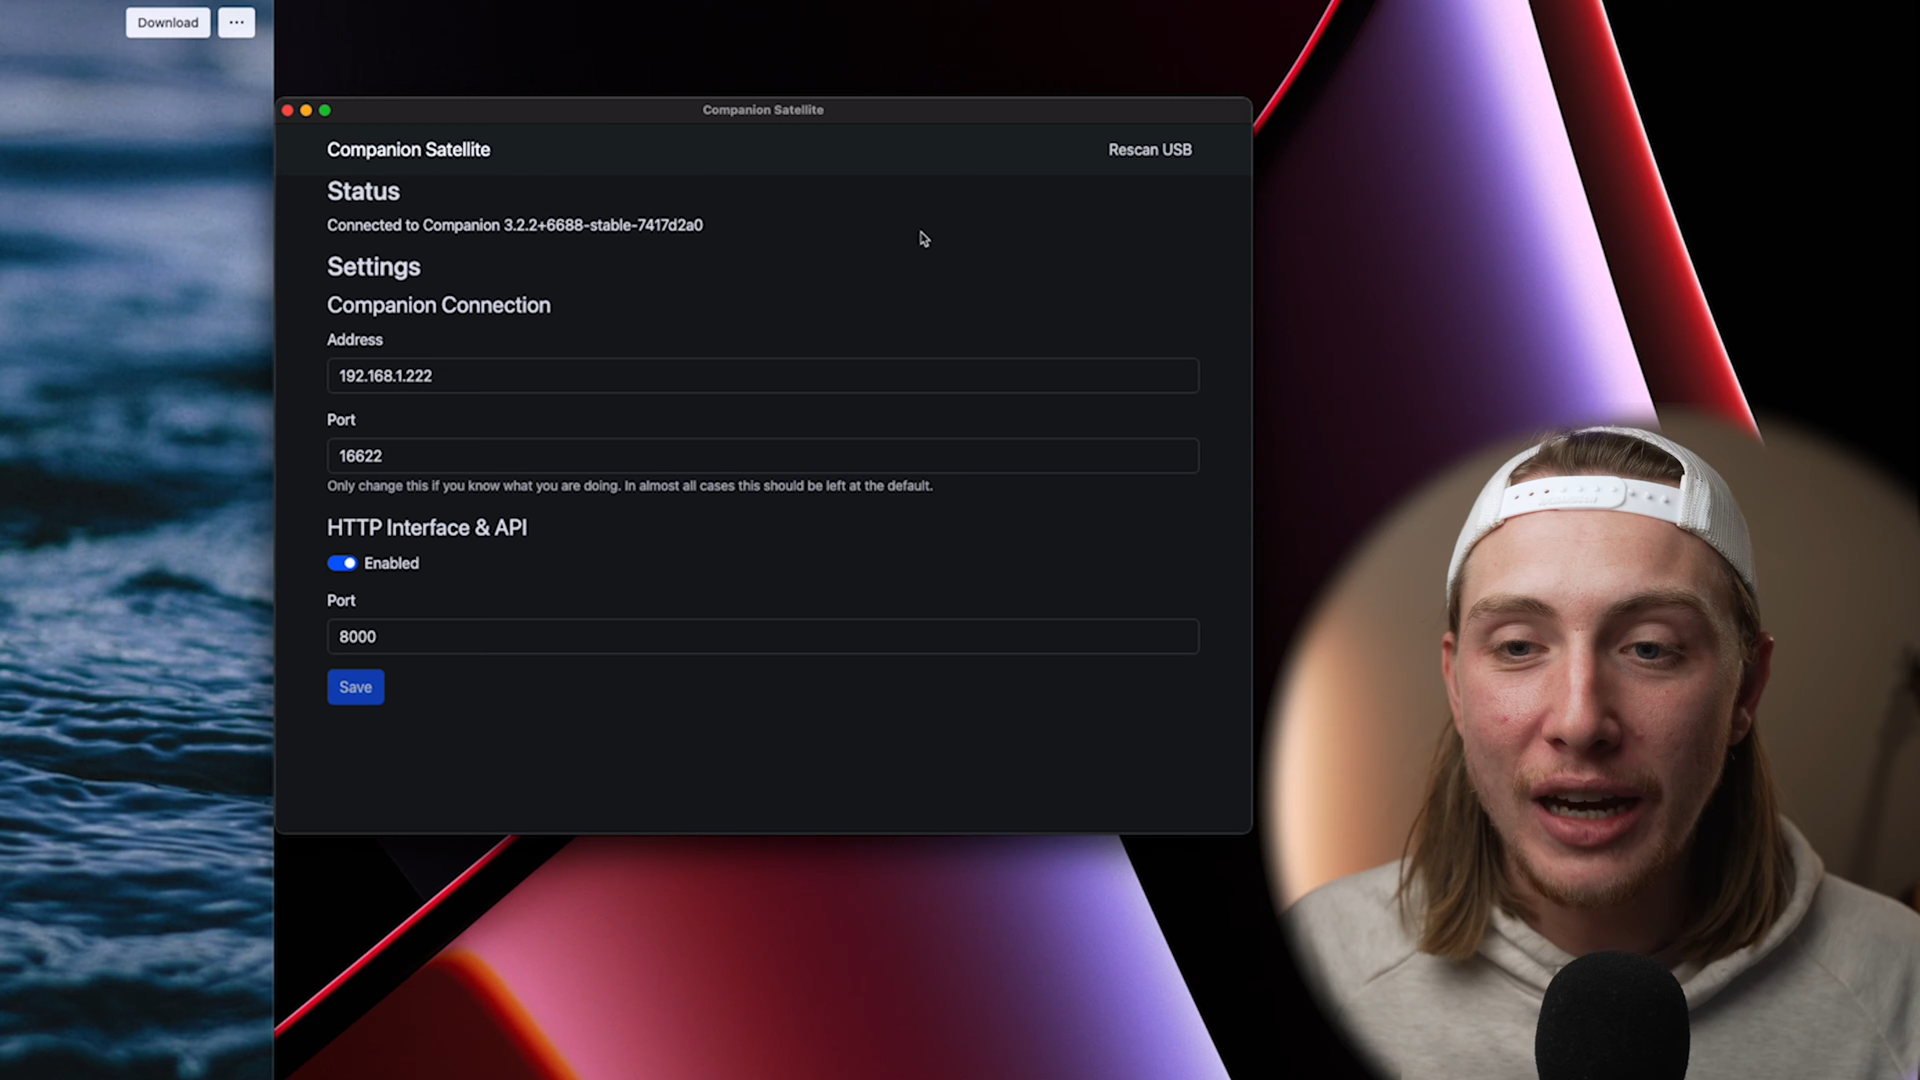 Download
...
Companion Satellite
Companion Satellite
Rescan USB
Status
Connected to Companion 3.2.2+6688-stable-7417d2a0
Settings
Companion Connection
Address
192.168.1.222
Port
16622
Only change this if you know what you are doing. In almost all cases this should be left at the default.
HTTP Interface & API
Enabled
Port
8000
Save